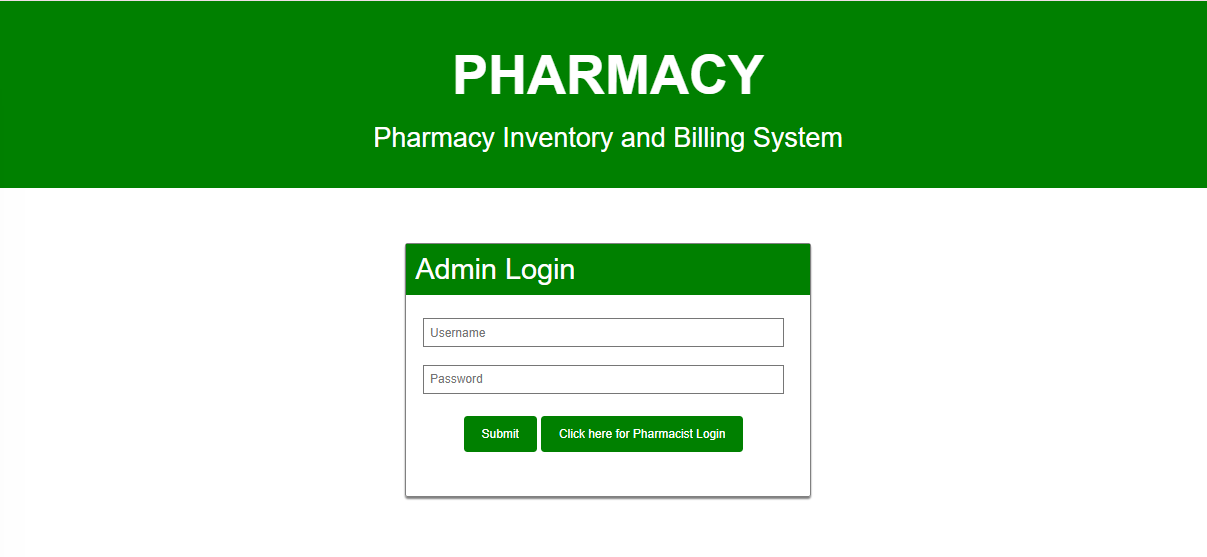 PHARMACY
Pharmacy Inventory and Billing System
Admin Login
Username
Password
Submit Click here for Pharmacist Login